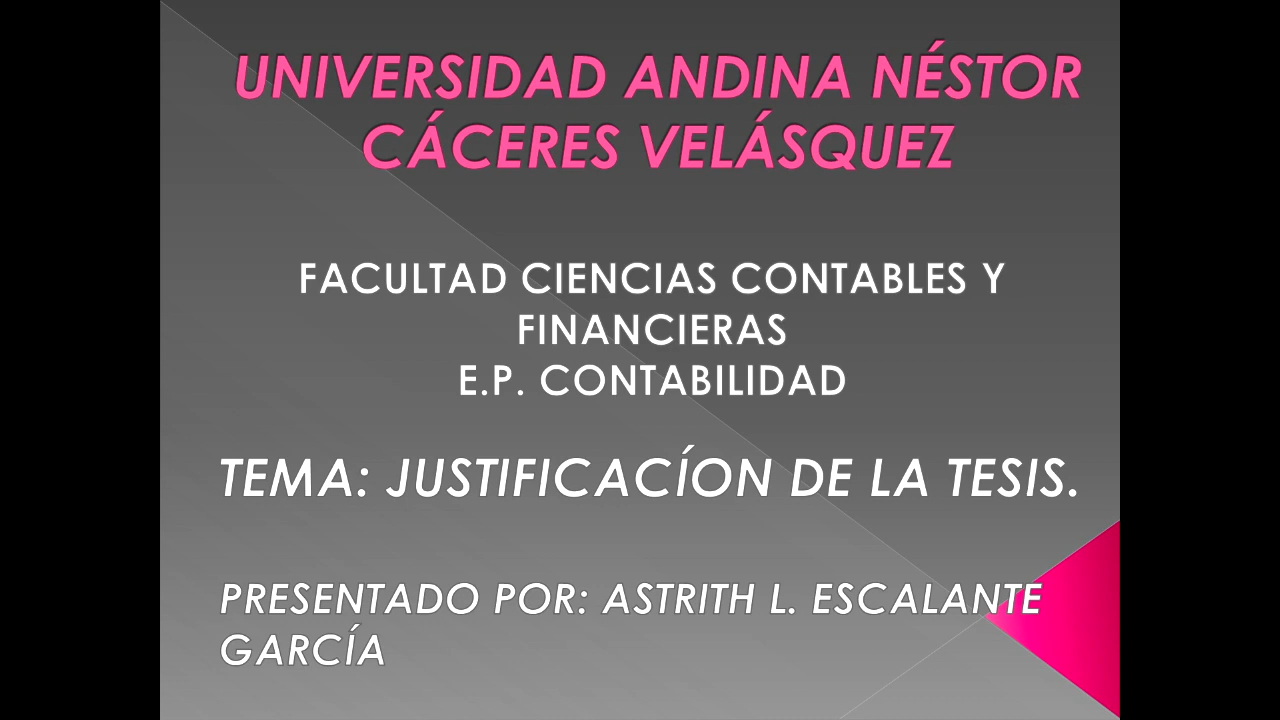 UNIVERSIDAD ANDINA NÉSTOR
CÁCERES VELÁSQUEZ
FACULTAD CIENCIAS CONTABLES Y
FINANCIERAS
E.P. CONTABILIDAD
TEMA: JUSTIFICACÍON DE LA TESIS.
PRESENTADO POR: ASTRITH L. ESCALANTE
GARCÍA